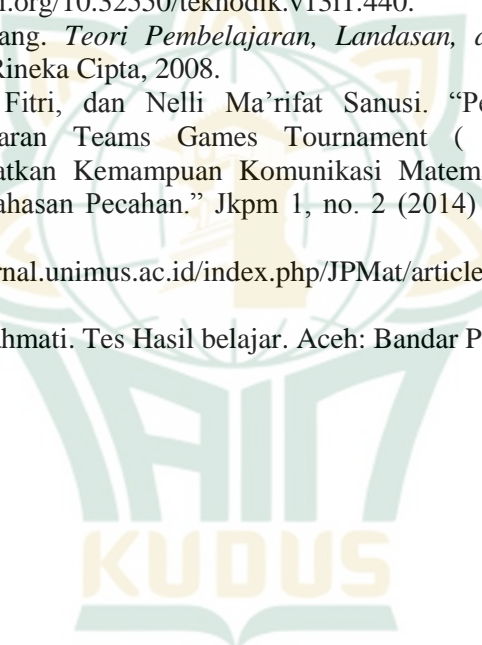 i.org/10.32550/teknodik.v13i1.440.
ang. Teori Pembelajaran, Landasan,
Rineka Cipta, 2008.
Fitri, dan Nelli Ma’rifat Sanusi. “Pe
aran Teams Games Tournament (
atkan Kemampuan Komunikasi Matem
ahasan Pecahan.” Jkpm 1, no. 2 (2014)
rnal.unimus.ac.id/index.php/JPMat/article
ahmati. Tes Hasil belajar. Aceh: Bandar P
IAIN
KUDUS